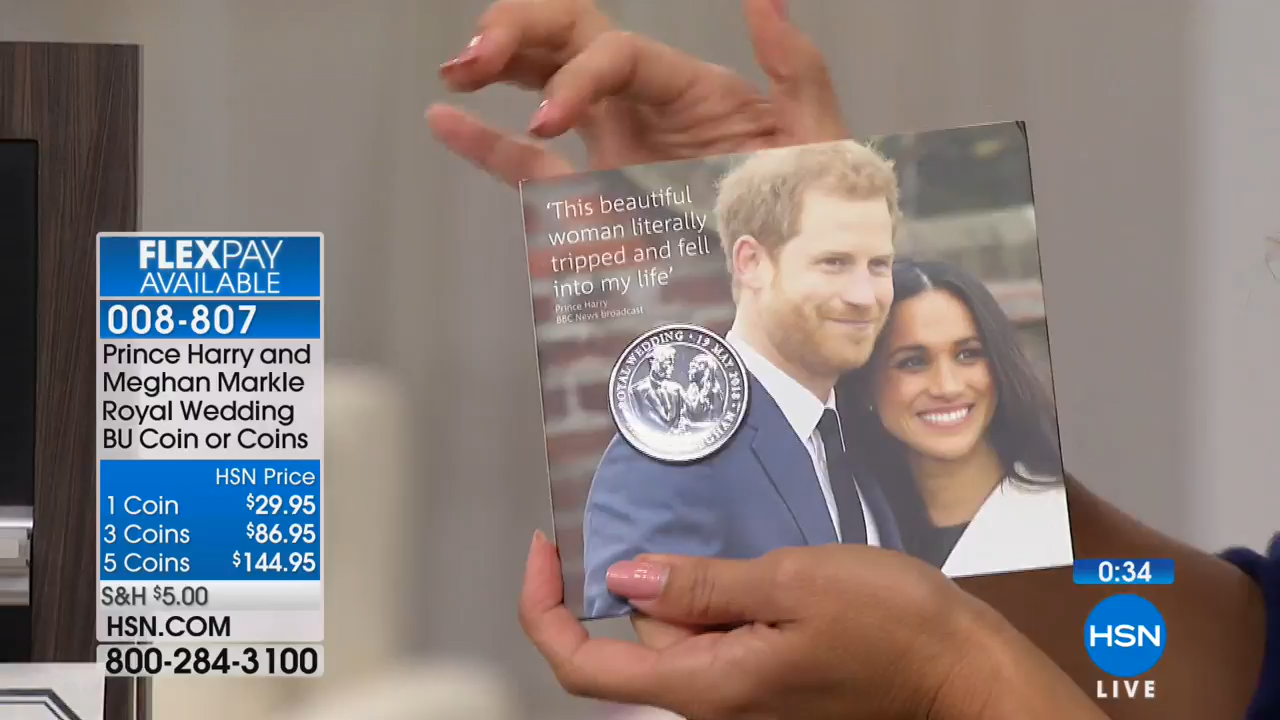 FLEXPAY
AVAILABLE
008-807
Prince Harry and
Meghan Markle
Royal Wedding
BU Coin or Coins
HSN Price
1 Coin $29.95
3 Coins $86.95
5 Coins $144.95
S&H $5.00
HSN.COM
800-284-3100
'This beautiful
woman literally
tripped and fell
into my life'
Prince Harry
BBC News broadcast
ROYAL WEDDING • 19 MAY 2018 •
0:34
HSN
LIVE